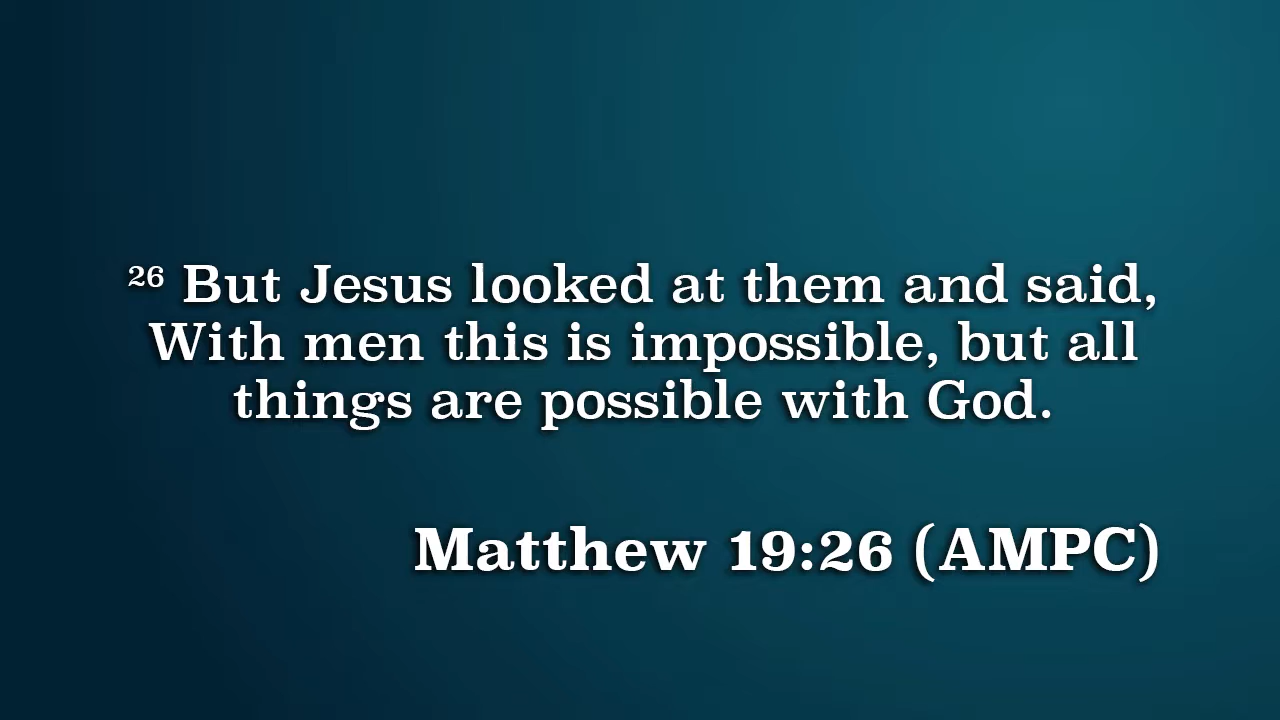 26 But Jesus looked at them and said,
With men this is impossible, but all
things are possible with God.
Matthew 19:26 (AMPC)